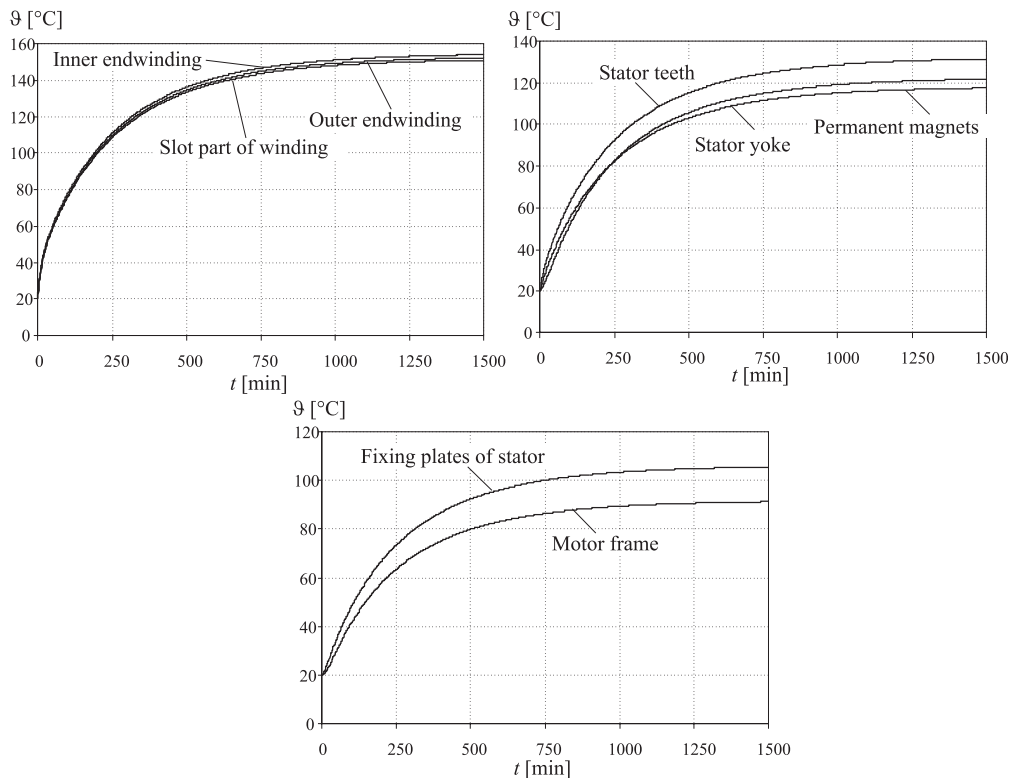 ϑ [°C]
160
140
120
100
80
60
40
20
0
Inner endwinding
Outer endwinding
Slot part of winding
0 250 500 750 1000 1250 1500
t [min]
ϑ [°C]
140
120
100
80
60
40
20
0
Stator teeth
Permanent magnets
Stator yoke
0 250 500 750 1000 1250 1500
t [min]
ϑ [°C]
120
100
80
60
40
20
0
Fixing plates of stator
Motor frame
0 250 500 750 1000 1250 1500
t [min]